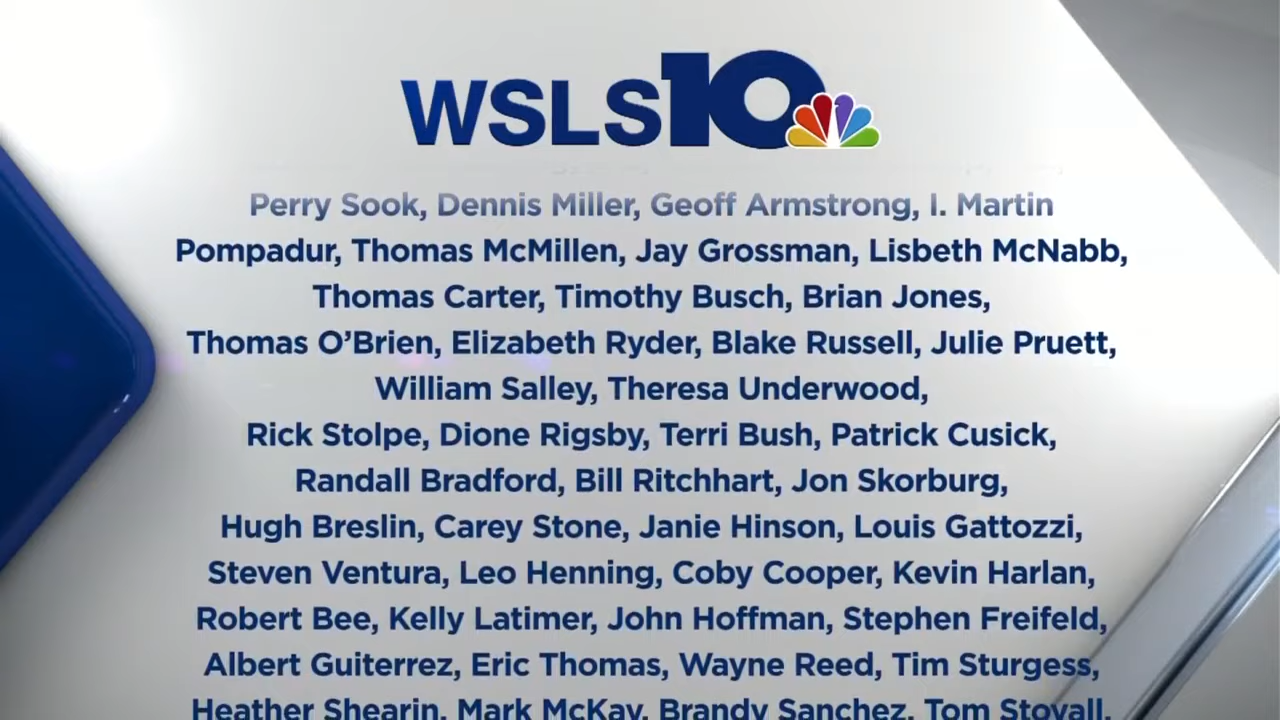 WSLS10
Perry Sook, Dennis Miller, Geoff Armstrong, I. Martin
Pompadur, Thomas McMillen, Jay Grossman, Lisbeth McNabb,
Thomas Carter, Timothy Busch, Brian Jones,
Thomas O’Brien, Elizabeth Ryder, Blake Russell, Julie Pruett,
William Salley, Theresa Underwood,
Rick Stolpe, Dione Rigsby, Terri Bush, Patrick Cusick,
Randall Bradford, Bill Ritchhart, Jon Skorburg,
Hugh Breslin, Carey Stone, Janie Hinson, Louis Gattozzi,
Steven Ventura, Leo Henning, Coby Cooper, Kevin Harlan,
Robert Bee, Kelly Latimer, John Hoffman, Stephen Freifeld,
Albert Guiterrez, Eric Thomas, Wayne Reed, Tim Sturgess,
Heather Shearin, Mark McKay, Brandy Sanchez, Tom Stovall,